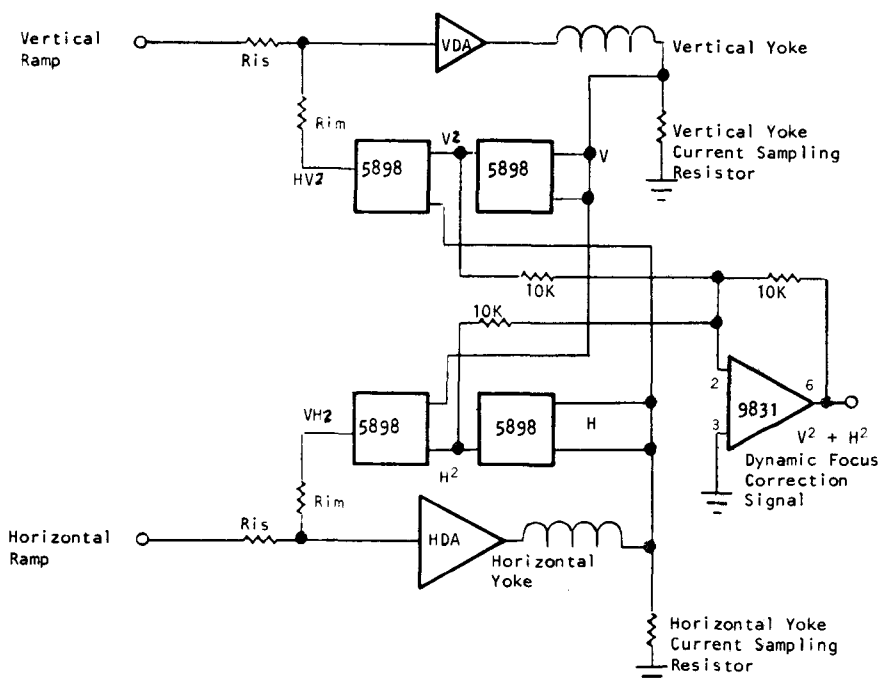 Vertical
Ramp
Ris
VDA
Vertical Yoke
Rim
Vertical Yoke
Current Sampling
Resistor
HV2
5898
V2
5898
V
10K
10K
10K
2
6
3
9831
V² + H²
Dynamic Focus
Correction
Signal
VH2
5898
H²
5898
H
Rim
Horizontal
Ramp
Ris
HDA
Horizontal
Yoke
Horizontal Yoke
Current Sampling
Resistor